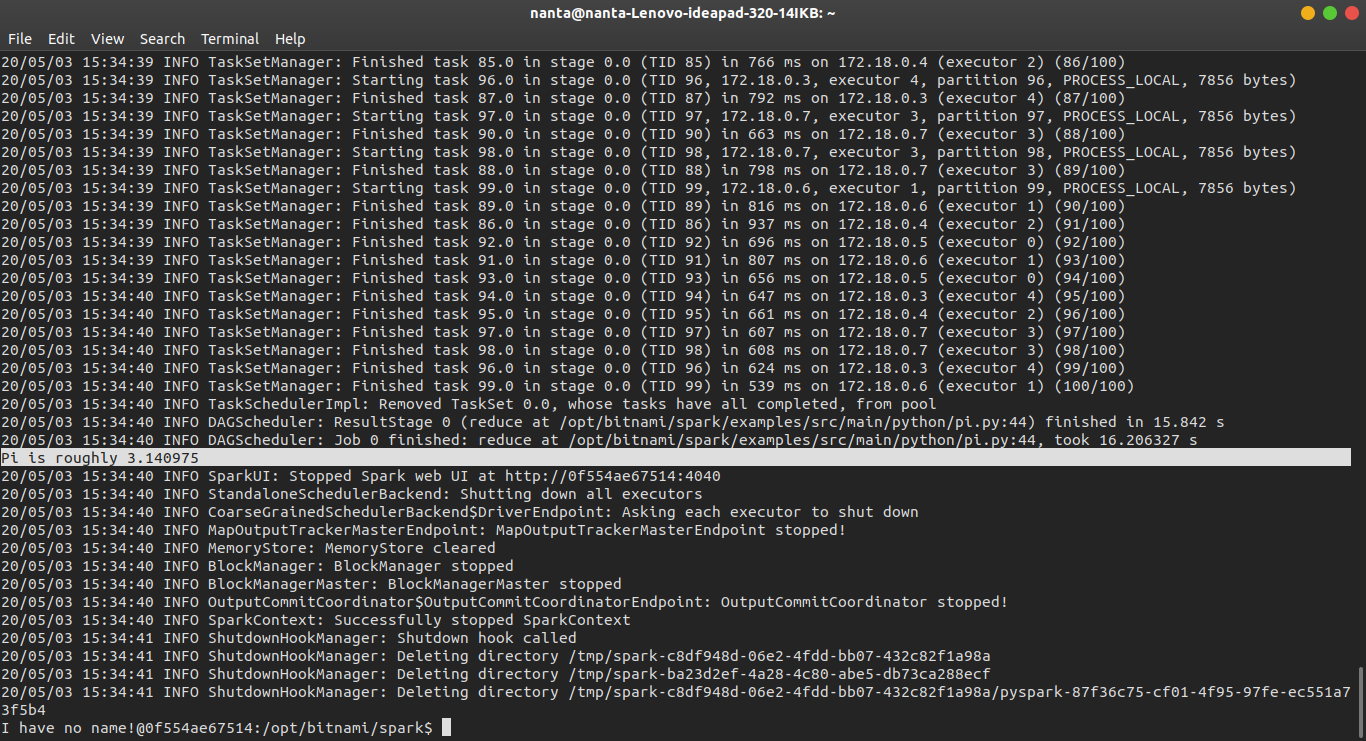 nanta@nanta-Lenovo-ideapad-320-14IKB: ~
File Edit View Search Terminal Help
20/05/03 15:34:39 INFO TaskSetManager: Finished task 85.0 in stage 0.0 (TID 85) in 766 ms on 172.18.0.4 (executor 2) (86/100)
20/05/03 15:34:39 INFO TaskSetManager: Starting task 96.0 in stage 0.0 (TID 96, 172.18.0.3, executor 4, partition 96, PROCESS_LOCAL, 7856 bytes)
20/05/03 15:34:39 INFO TaskSetManager: Finished task 87.0 in stage 0.0 (TID 87) in 792 ms on 172.18.0.3 (executor 4) (87/100)
20/05/03 15:34:39 INFO TaskSetManager: Starting task 97.0 in stage 0.0 (TID 97, 172.18.0.7, executor 3, partition 97, PROCESS_LOCAL, 7856 bytes)
20/05/03 15:34:39 INFO TaskSetManager: Finished task 90.0 in stage 0.0 (TID 90) in 663 ms on 172.18.0.7 (executor 3) (88/100)
20/05/03 15:34:39 INFO TaskSetManager: Starting task 98.0 in stage 0.0 (TID 98, 172.18.0.7, executor 3, partition 98, PROCESS_LOCAL, 7856 bytes)
20/05/03 15:34:39 INFO TaskSetManager: Finished task 88.0 in stage 0.0 (TID 88) in 798 ms on 172.18.0.7 (executor 3) (89/100)
20/05/03 15:34:39 INFO TaskSetManager: Starting task 99.0 in stage 0.0 (TID 99, 172.18.0.6, executor 1, partition 99, PROCESS_LOCAL, 7856 bytes)
20/05/03 15:34:39 INFO TaskSetManager: Finished task 89.0 in stage 0.0 (TID 89) in 816 ms on 172.18.0.6 (executor 1) (90/100)
20/05/03 15:34:39 INFO TaskSetManager: Finished task 86.0 in stage 0.0 (TID 86) in 937 ms on 172.18.0.4 (executor 2) (91/100)
20/05/03 15:34:39 INFO TaskSetManager: Finished task 92.0 in stage 0.0 (TID 92) in 696 ms on 172.18.0.5 (executor 0) (92/100)
20/05/03 15:34:39 INFO TaskSetManager: Finished task 91.0 in stage 0.0 (TID 91) in 807 ms on 172.18.0.6 (executor 1) (93/100)
20/05/03 15:34:39 INFO TaskSetManager: Finished task 93.0 in stage 0.0 (TID 93) in 656 ms on 172.18.0.5 (executor 0) (94/100)
20/05/03 15:34:40 INFO TaskSetManager: Finished task 94.0 in stage 0.0 (TID 94) in 647 ms on 172.18.0.3 (executor 4) (95/100)
20/05/03 15:34:40 INFO TaskSetManager: Finished task 95.0 in stage 0.0 (TID 95) in 661 ms on 172.18.0.4 (executor 2) (96/100)
20/05/03 15:34:40 INFO TaskSetManager: Finished task 97.0 in stage 0.0 (TID 97) in 607 ms on 172.18.0.7 (executor 3) (97/100)
20/05/03 15:34:40 INFO TaskSetManager: Finished task 98.0 in stage 0.0 (TID 98) in 608 ms on 172.18.0.7 (executor 3) (98/100)
20/05/03 15:34:40 INFO TaskSetManager: Finished task 96.0 in stage 0.0 (TID 96) in 624 ms on 172.18.0.3 (executor 4) (99/100)
20/05/03 15:34:40 INFO TaskSetManager: Finished task 99.0 in stage 0.0 (TID 99) in 539 ms on 172.18.0.6 (executor 1) (100/100)
20/05/03 15:34:40 INFO TaskSchedulerImpl: Removed TaskSet 0.0, whose tasks have all completed, from pool
20/05/03 15:34:40 INFO DAGScheduler: ResultStage 0 (reduce at /opt/bitnami/spark/examples/src/main/python/pi.py:44) finished in 15.842 s
20/05/03 15:34:40 INFO DAGScheduler: Job 0 finished: reduce at /opt/bitnami/spark/examples/src/main/python/pi.py:44, took 16.206327 s
Pi is roughly 3.140975
20/05/03 15:34:40 INFO SparkUI: Stopped Spark web UI at http://0f554ae67514:4040
20/05/03 15:34:40 INFO StandaloneSchedulerBackend: Shutting down all executors
20/05/03 15:34:40 INFO CoarseGrainedSchedulerBackend$DriverEndpoint: Asking each executor to shut down
20/05/03 15:34:40 INFO MapOutputTrackerMasterEndpoint: MapOutputTrackerMasterEndpoint stopped!
20/05/03 15:34:40 INFO MemoryStore: MemoryStore cleared
20/05/03 15:34:40 INFO BlockManager: BlockManager stopped
20/05/03 15:34:40 INFO BlockManagerMaster: BlockManagerMaster stopped
20/05/03 15:34:40 INFO OutputCommitCoordinator$OutputCommitCoordinatorEndpoint: OutputCommitCoordinator stopped!
20/05/03 15:34:40 INFO SparkContext: Successfully stopped SparkContext
20/05/03 15:34:41 INFO ShutdownHookManager: Shutdown hook called
20/05/03 15:34:41 INFO ShutdownHookManager: Deleting directory /tmp/spark-c8df948d-06e2-4fdd-bb07-432c82f1a98a
20/05/03 15:34:41 INFO ShutdownHookManager: Deleting directory /tmp/spark-ba23d2ef-4a28-4c80-abe5-db73ca288ecf
20/05/03 15:34:41 INFO ShutdownHookManager: Deleting directory /tmp/spark-c8df948d-06e2-4fdd-bb07-432c82f1a98a/pyspark-87f36c75-cf01-4f95-97fe-ec551a7
3f5b4
I have no name!@0f554ae67514:/opt/bitnami/spark$